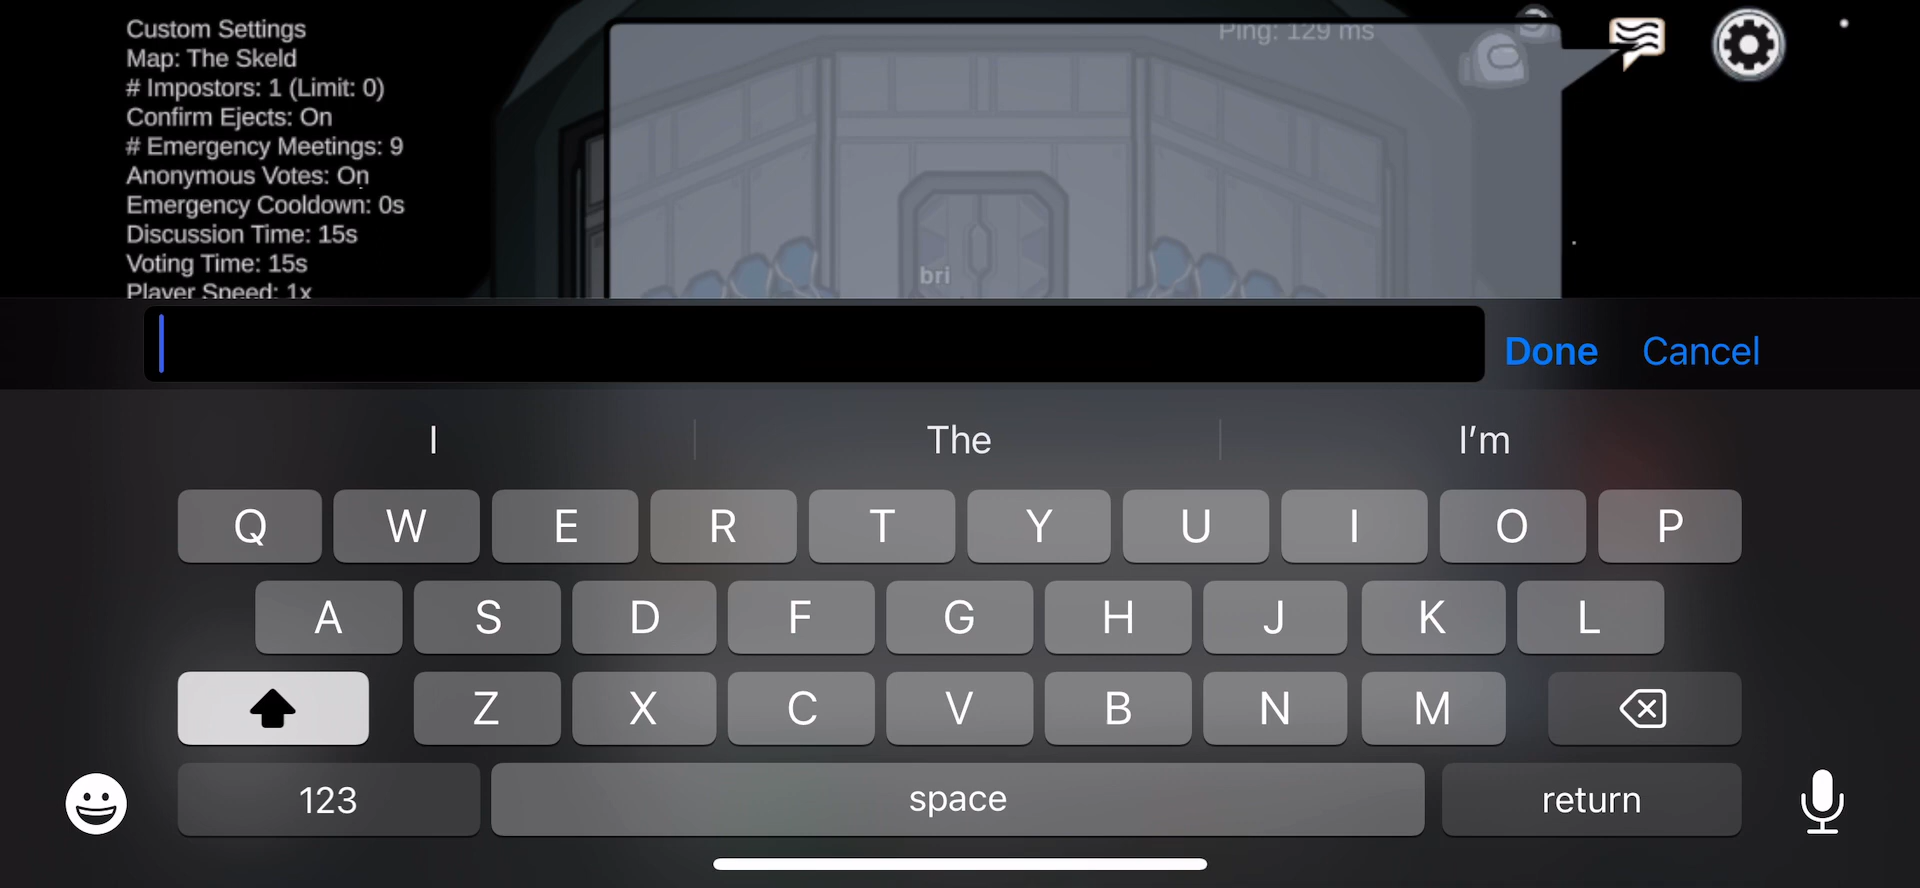 Custom Settings
Map: The Skeld
# Impostors: 1 (Limit: 0)
Confirm Ejects: On
# Emergency Meetings: 9
Anonymous Votes: On
Emergency Cooldown: 0s
Discussion Time: 15s
Voting Time: 15s
Player Speed: 1x
Ping: 129 ms
bri
Done Cancel
I The I'm
Q W E R T Y U I O P
A S D F G H J K L
Z X C V B N M
123 space return